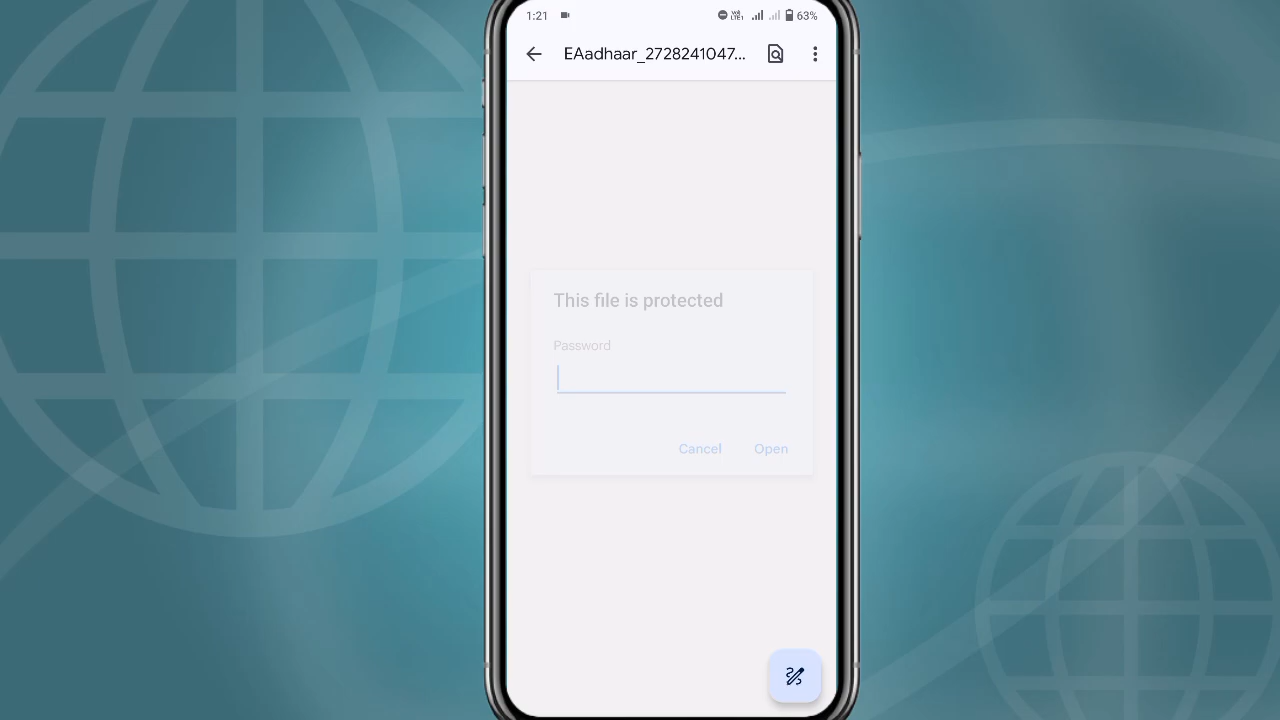 1:21
63%
EAadhaar_2728241047...
This file is protected
Password
Cancel Open